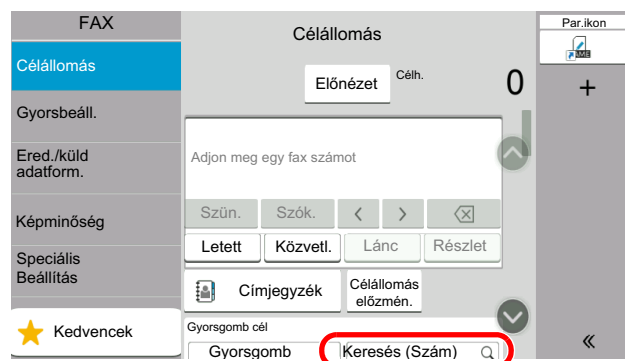 FAX
Célállomás
Gyorsbeáll.
Ered./küld
adatform.
Képminőség
Speciális
Beállítás
Kedvencek
Célállomás
Előnézet
Célh.
0
Adjon meg egy fax számot
Szün.
Szók.
Letett
Közvetl.
Lánc
Részlet
Címjegyzék
Célállomás
előzmén.
Gyorsgomb cél
Gyorsgomb
Keresés (Szám)
Par.ikon
+
«